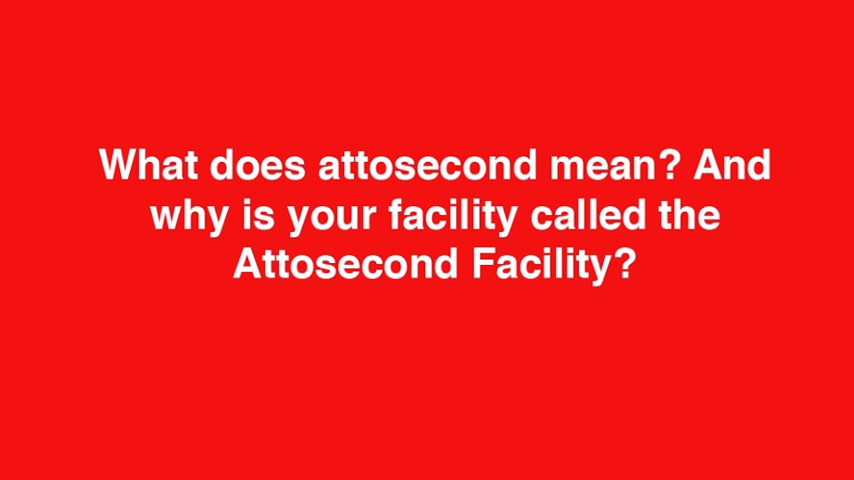 What does attosecond mean? And
why is your facility called the
Attosecond Facility?